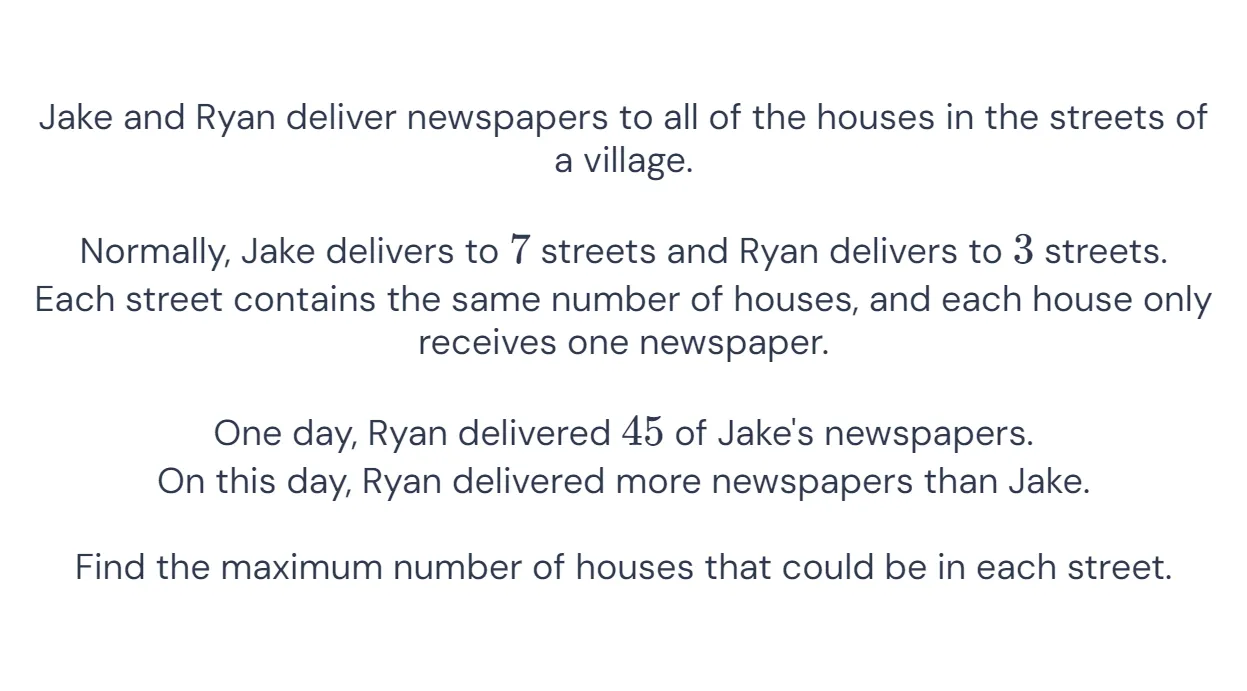 Jake and Ryan deliver newspapers to all of the houses in the streets of
a village.
Normally, Jake delivers to 7 streets and Ryan delivers to 3 streets.
Each street contains the same number of houses, and each house only
receives one newspaper.
One day, Ryan delivered 45 of Jake's newspapers.
On this day, Ryan delivered more newspapers than Jake.
Find the maximum number of houses that could be in each street.